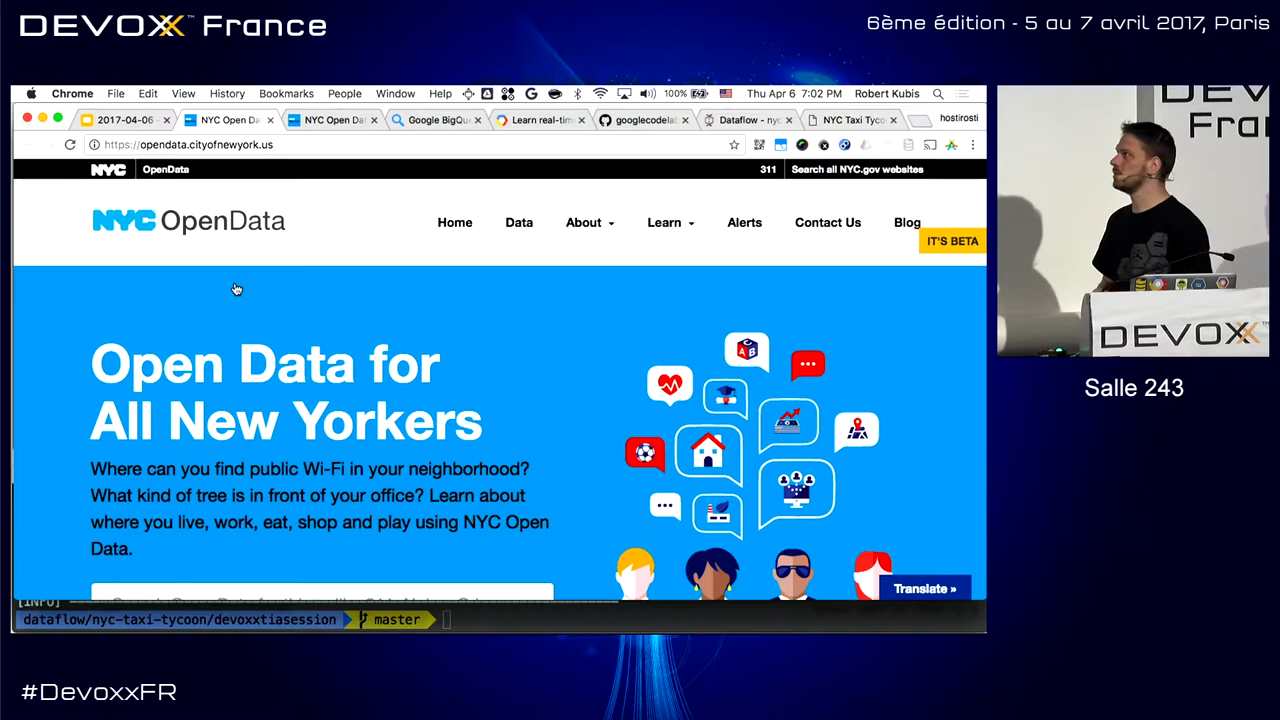 DEVOXX™ France
6ème édition - 5 au 7 avril 2017, Paris
Chrome File Edit View History Bookmarks People Window Help
100% Thu Apr 6 7:02 PM Robert Kubis
2017-04-06 -
NYC Open Da
NYC Open Dat
Google BigQu
Learn real-time
googlecodelab
Dataflow - nyc
NYC Taxi Tyco
hostirosti
https://opendata.cityofnewyork.us
NYC OpenData
311 Search all NYC.gov websites
NYC OpenData
Home Data About Learn Alerts Contact Us Blog
IT'S BETA
Open Data for
All New Yorkers
Where can you find public Wi-Fi in your neighborhood?
What kind of tree is in front of your office? Learn about
where you live, work, eat, shop and play using NYC Open
Data.
A B
Translate »
[INFO]
dataflow/nyc-taxi-tycoon/devoxxtiasession master
DEVOXX
Fra
DEVOXX™
Salle 243
#DevoxxFR